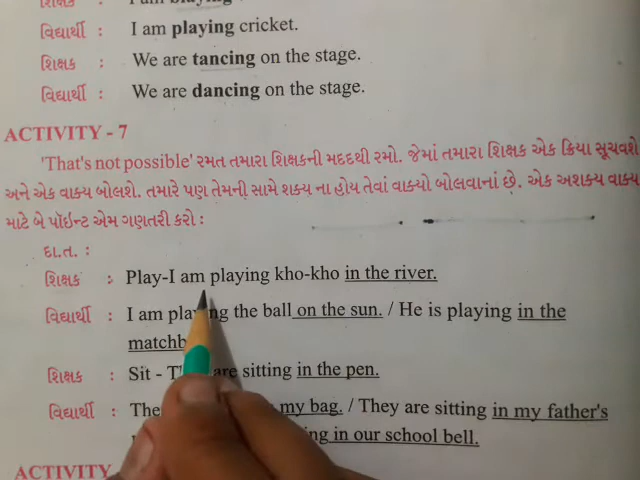 વિદ્યાર્થી : I am playing cricket.
શિક્ષક : We are tancing on the stage.
વિદ્યાર્થી : We are dancing on the stage.
ACTIVITY - 7
'That's not possible' રમત તમારા શિક્ષકની મદદથી રમો. જેમાં તમારા શિક્ષક એક ક્રિયા સૂચવશે
અને એક વાક્ય બોલશે. તમારે પણ તેમની સામે શક્ય ના હોય તેવાં વાક્યો બોલવાનાં છે. એક અશક્ય વાક્ય
માટે બે પૉઇન્ટ એમ ગણતરી કરો :
દા.ત. :
શિક્ષક : Play-I am playing kho-kho in the river.
વિદ્યાર્થી : I am playing the ball on the sun. / He is playing in the
શિક્ષક : Sit - are sitting in the pen.
વિદ્યાર્થી : my bag. / They are sitting in my father's
in our school bell.
ACTIVITY